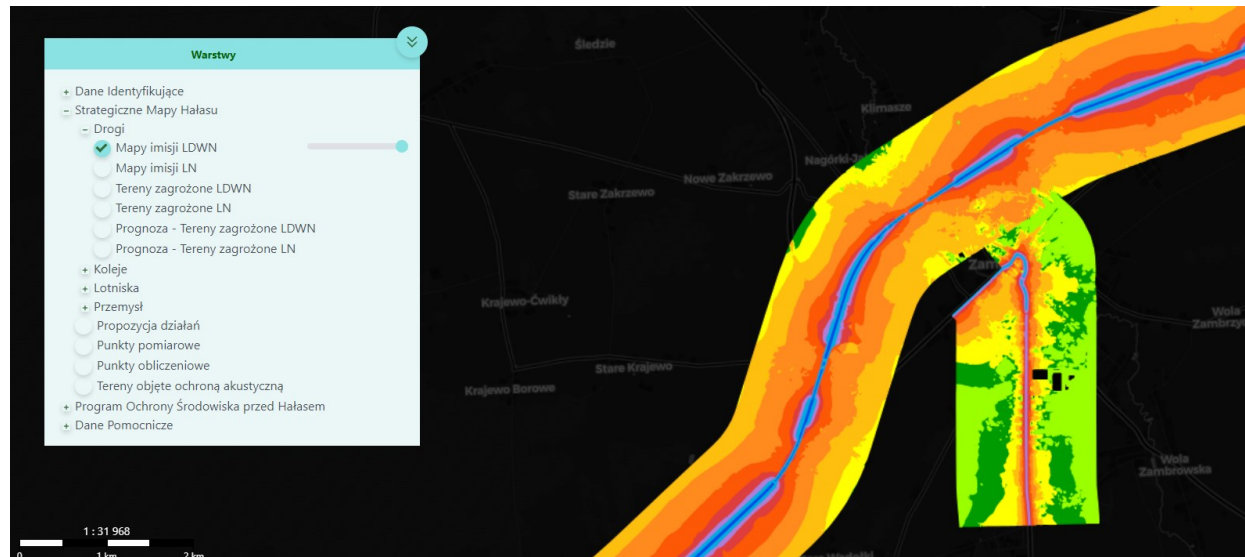 Warstwy
+ Dane Identyfikujące
− Strategiczne Mapy Hałasu
− Drogi
Mapy imisji LDWN
Mapy imisji LN
Tereny zagrożone LDWN
Tereny zagrożone LN
Prognoza - Tereny zagrożone LDWN
Prognoza - Tereny zagrożone LN
+ Koleje
+ Lotniska
+ Przemysł
Propozycja działań
Punkty pomiarowe
Punkty obliczeniowe
Tereny objęte ochroną akustyczną
+ Program Ochrony Środowiska przed Hałasem
+ Dane Pomocnicze
Śledzie
Klimasze
Nowe Zakrzewo
Stare Zakrzewo
Krajewo-Ćwikły
Stare Krajewo
Krajewo Borowe
Wola
Wola
Zambrowska
1 : 31 968
0 1 km 2 km